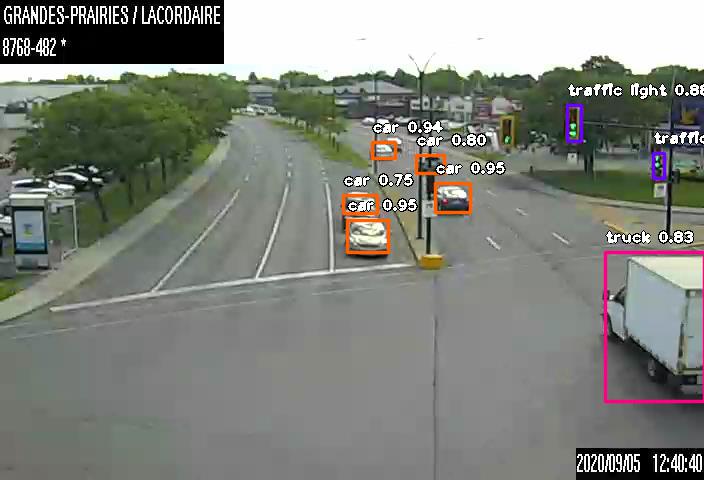 GRANDES-PRAIRIES / LACORDAIRE
8768-482 *
traffic light 0.88
car 0.94
car 0.80
traffic
car 0.95
car 0.75
car 0.95
truck 0.83
2020/09/05 12:40:40